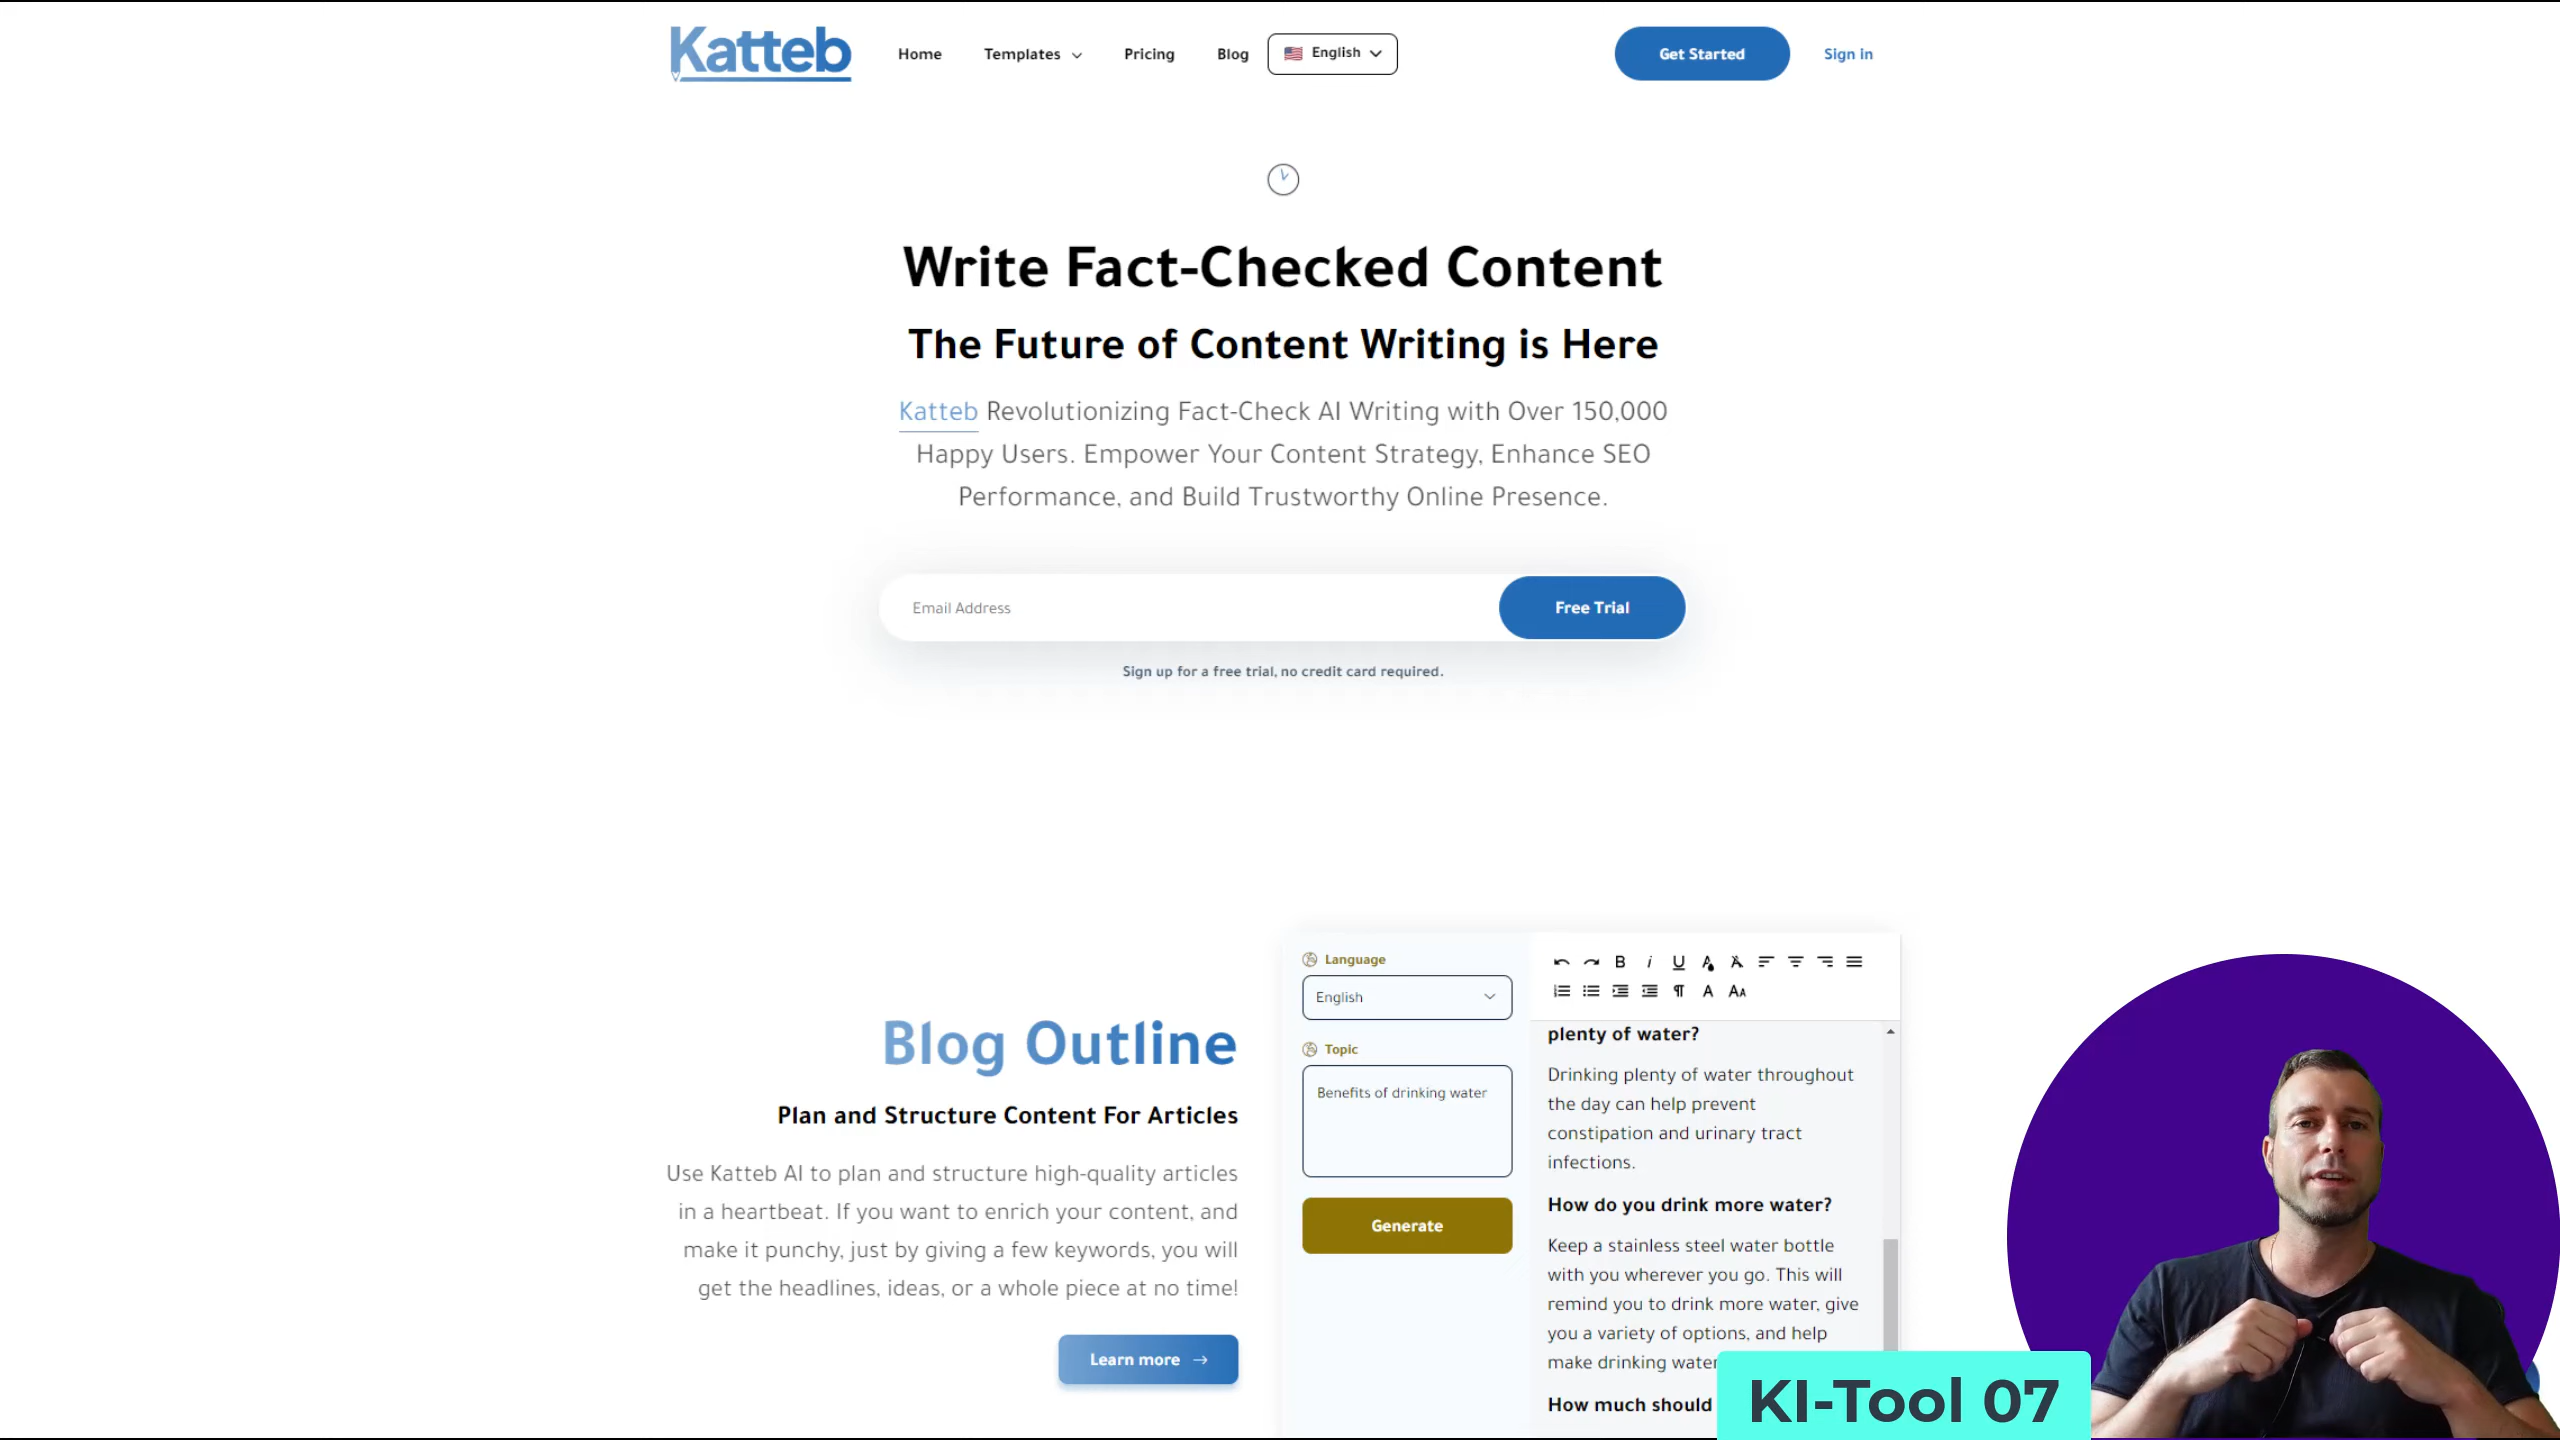 Katteb
Home Templates Pricing Blog English Get Started Sign in
Write Fact-Checked Content
The Future of Content Writing is Here
Katteb Revolutionizing Fact-Check AI Writing with Over 150,000
Happy Users. Empower Your Content Strategy, Enhance SEO
Performance, and Build Trustworthy Online Presence.
Email Address Free Trial
Sign up for a free trial, no credit card required.
Blog Outline
Plan and Structure Content For Articles
Use Katteb AI to plan and structure high-quality articles
in a heartbeat. If you want to enrich your content, and
make it punchy, just by giving a few keywords, you will
get the headlines, ideas, or a whole piece at no time!
Learn more
Language
English
Topic
Benefits of drinking water
Generate
plenty of water?
Drinking plenty of water throughout
the day can help prevent
constipation and urinary tract
infections.
How do you drink more water?
Keep a stainless steel water bottle
with you wherever you go. This will
remind you to drink more water, give
you a variety of options, and help
make drinking water
How much should
KI-Tool 07